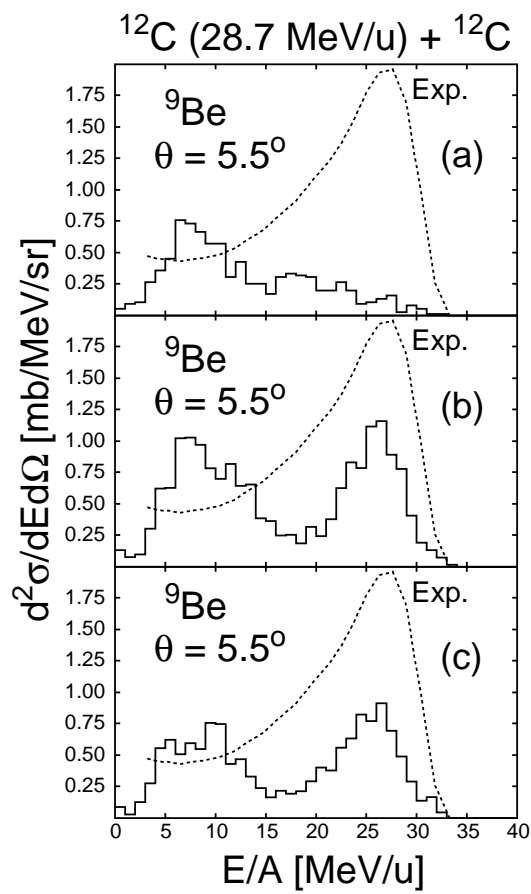 ¹²C (28.7 MeV/u) + ¹²C
d²σ/dEdΩ [mb/MeV/sr]
1.75
1.50
1.25
1.00
0.75
0.50
0.25
⁹Be
θ = 5.5°
Exp.
(a)
1.75
1.50
1.25
1.00
0.75
0.50
0.25
⁹Be
θ = 5.5°
Exp.
(b)
1.75
1.50
1.25
1.00
0.75
0.50
0.25
⁹Be
θ = 5.5°
Exp.
(c)
0 5 10 15 20 25 30 35 40
E/A [MeV/u]